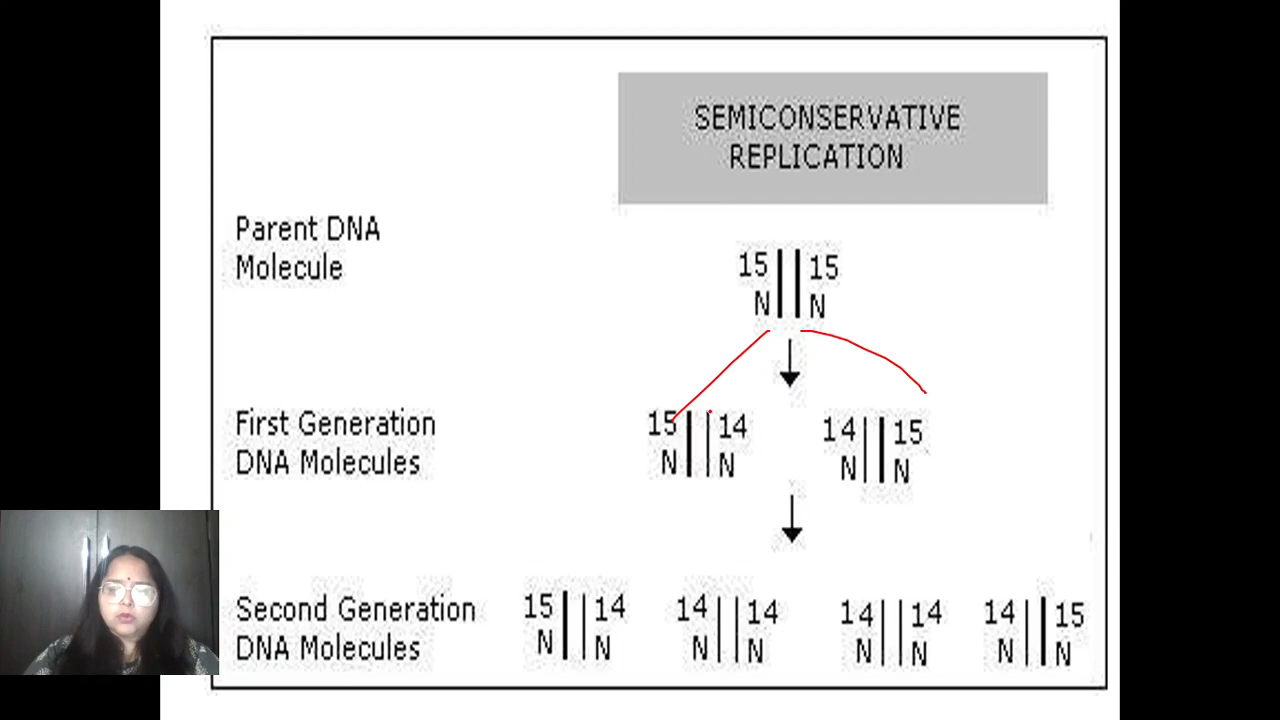 SEMICONSERVATIVE
REPLICATION
Parent DNA
Molecule
15 15
N N
First Generation
DNA Molecules
15 14 14 15
N N N N
Second Generation
DNA Molecules
15 14 14 14 14 14 14 15
N N N N N N N N